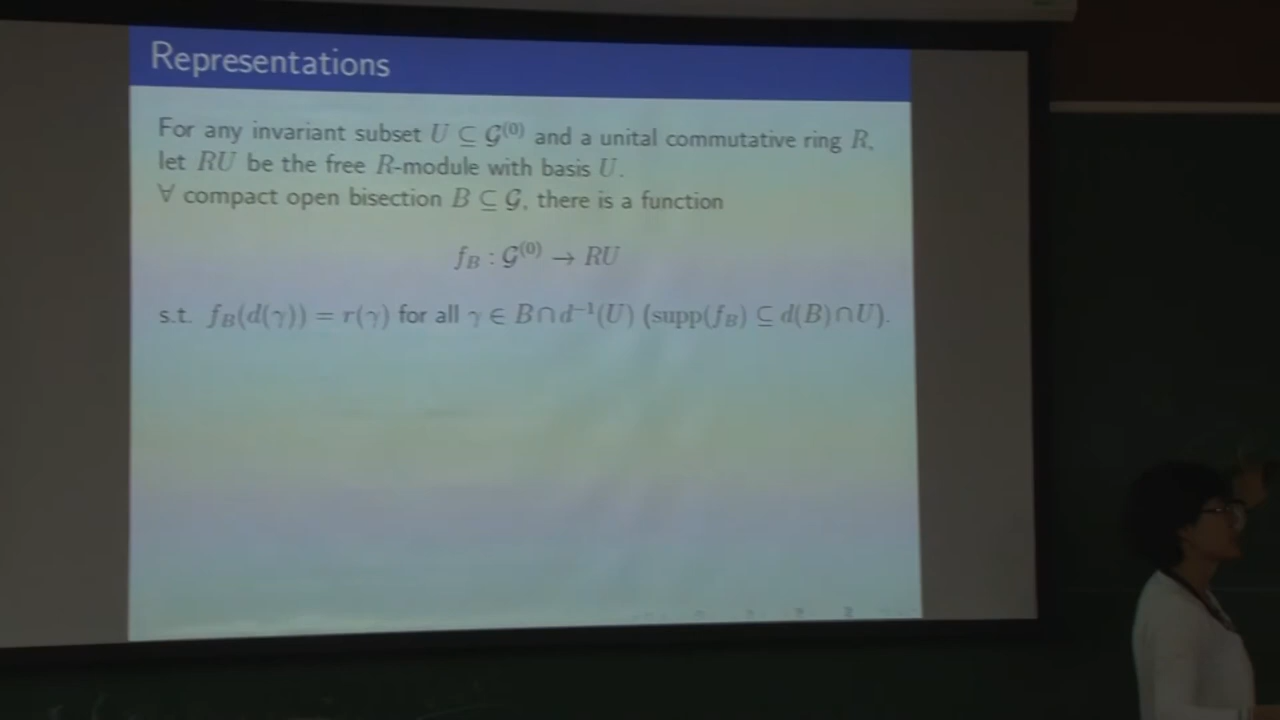 Representations
For any invariant subset U ⊆ 𝒢⁽⁰⁾ and a unital commutative ring R,
let RU be the free R-module with basis U.
∀ compact open bisection B ⊆ 𝒢, there is a function
f_B : 𝒢⁽⁰⁾ → RU
s.t. f_B(d(γ)) = r(γ) for all γ ∈ B∩d⁻¹(U) (supp(f_B) ⊆ d(B)∩U).